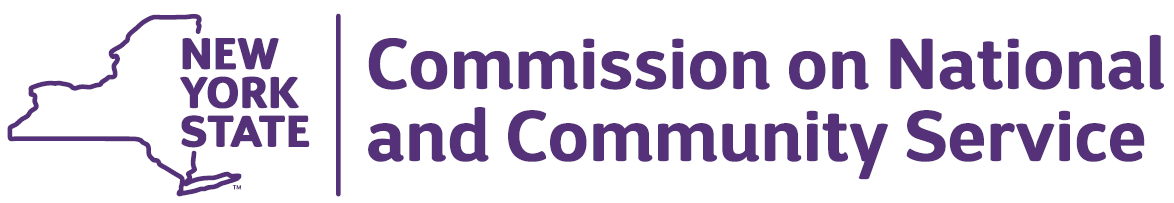 NEW
YORK
STATE
™
Commission on National
and Community Service